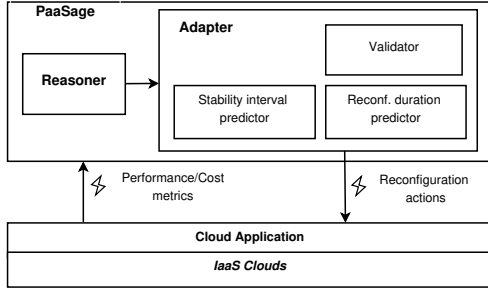 PaaSage
Adapter
Validator
Reasoner
Stability interval
predictor
Reconf. duration
predictor
Performance/Cost
metrics
Reconfiguration
actions
Cloud Application
IaaS Clouds